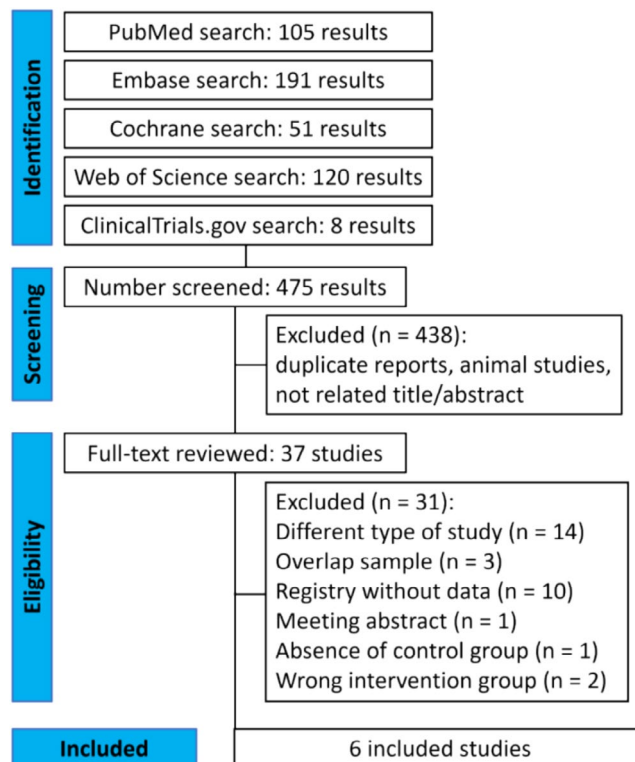 Identification
PubMed search: 105 results
Embase search: 191 results
Cochrane search: 51 results
Web of Science search: 120 results
ClinicalTrials.gov search: 8 results
Screening
Number screened: 475 results
Excluded (n = 438):
duplicate reports, animal studies,
not related title/abstract
Eligibility
Full-text reviewed: 37 studies
Excluded (n = 31):
Different type of study (n = 14)
Overlap sample (n = 3)
Registry without data (n = 10)
Meeting abstract (n = 1)
Absence of control group (n = 1)
Wrong intervention group (n = 2)
Included
6 included studies